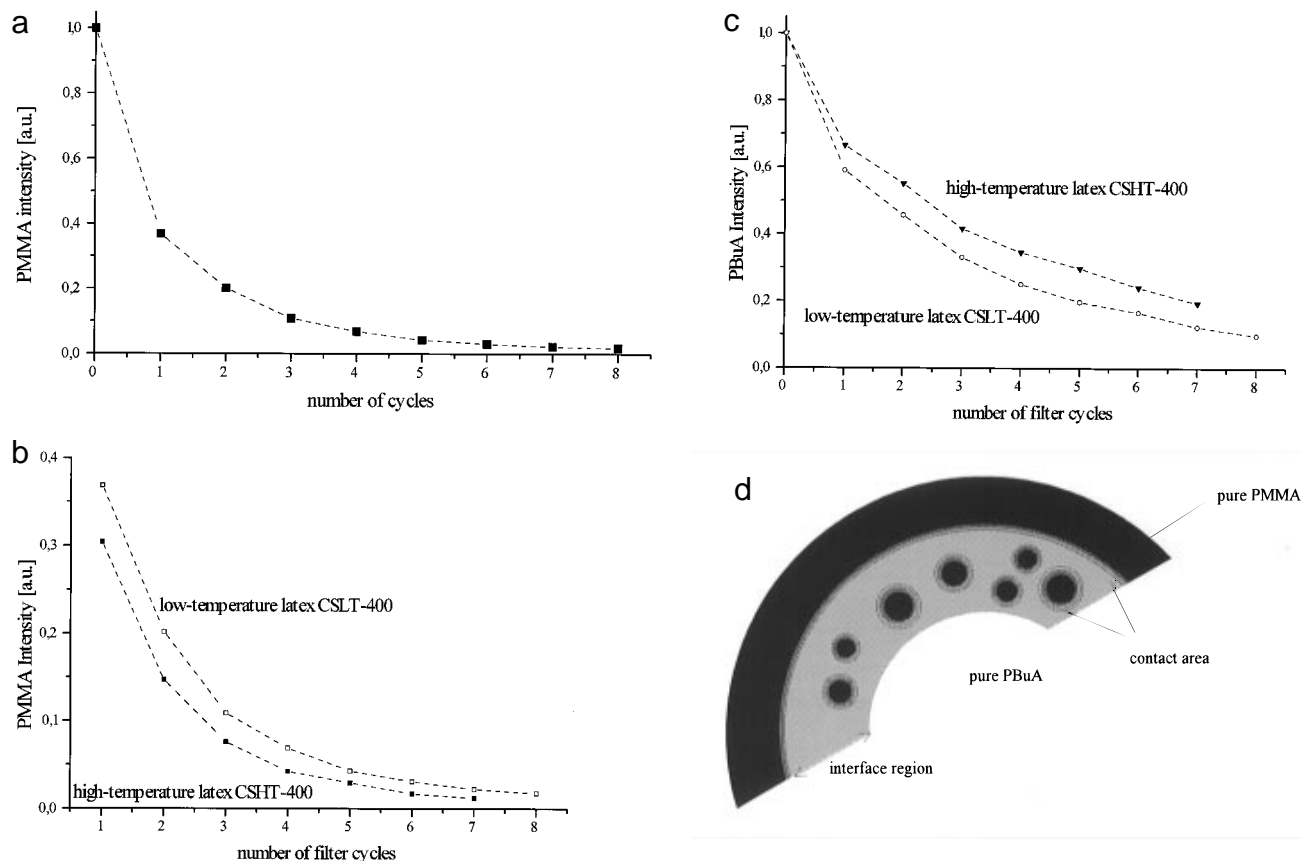 a
1,0
0,8
0,6
0,4
0,2
0,0
PMMA intensity [a.u.]
0 1 2 3 4 5 6 7 8
number of cycles
b
0,4
0,3
0,2
0,1
0,0
PMMA Intensity [a.u.]
low-temperature latex CSLT-400
high-temperature latex CSHT-400
1 2 3 4 5 6 7 8
number of filter cycles
c
1,0
0,8
0,6
0,4
0,2
0,0
PBuA Intensity [a.u.]
high-temperature latex CSHT-400
low-temperature latex CSLT-400
0 1 2 3 4 5 6 7 8
number of filter cycles
d
pure PMMA
contact area
pure PBuA
interface region